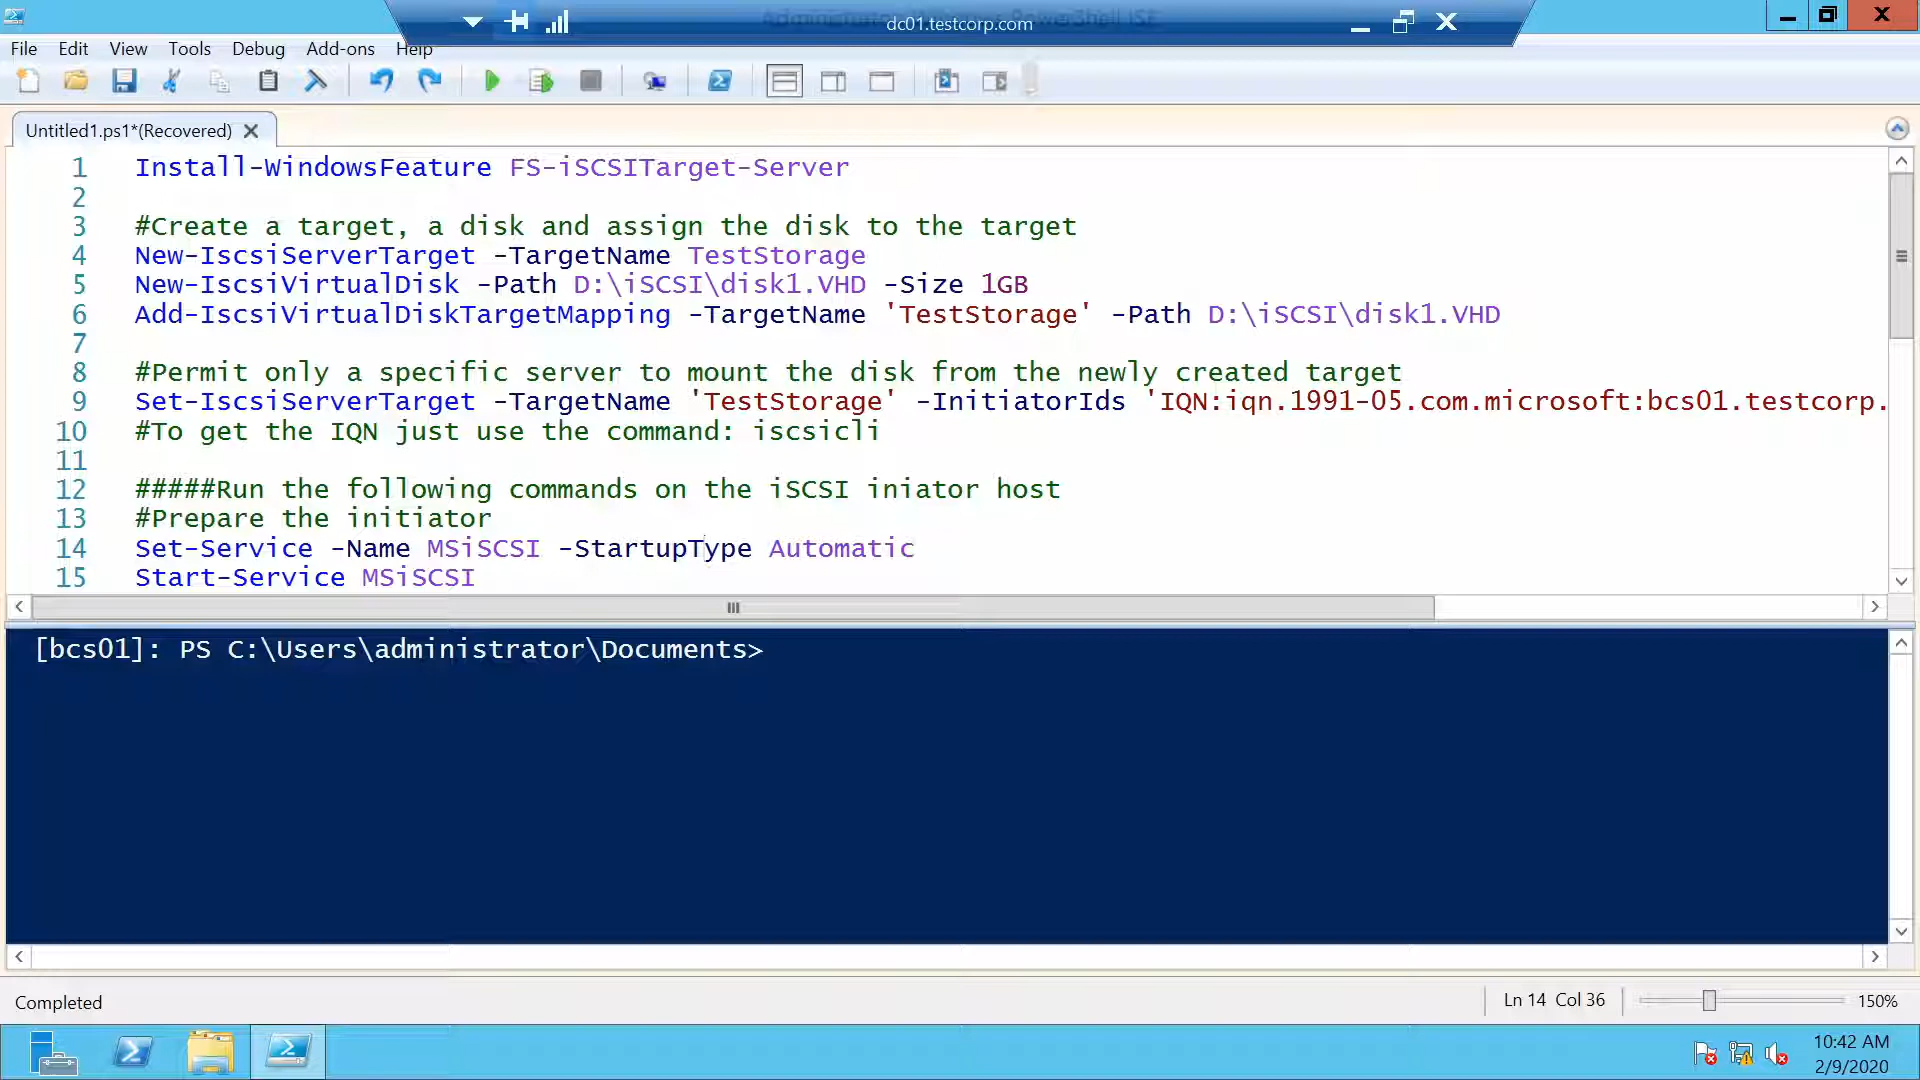 dc01.testcorp.com
File Edit View Tools Debug Add-ons Help
Untitled1.ps1*(Recovered)
1 Install-WindowsFeature FS-iSCSITarget-Server
2
3 #Create a target, a disk and assign the disk to the target
4 New-IscsiServerTarget -TargetName TestStorage
5 New-IscsiVirtualDisk -Path D:\iSCSI\disk1.VHD -Size 1GB
6 Add-IscsiVirtualDiskTargetMapping -TargetName 'TestStorage' -Path D:\iSCSI\disk1.VHD
7
8 #Permit only a specific server to mount the disk from the newly created target
9 Set-IscsiServerTarget -TargetName 'TestStorage' -InitiatorIds 'IQN:iqn.1991-05.com.microsoft:bcs01.testcorp.
10 #To get the IQN just use the command: iscsicli
11
12 #####Run the following commands on the iSCSI iniator host
13 #Prepare the initiator
14 Set-Service -Name MSiSCSI -StartupType Automatic
15 Start-Service MSiSCSI
[bcs01]: PS C:\Users\administrator\Documents>
Completed
Ln 14 Col 36
150%
10:42 AM
2/9/2020